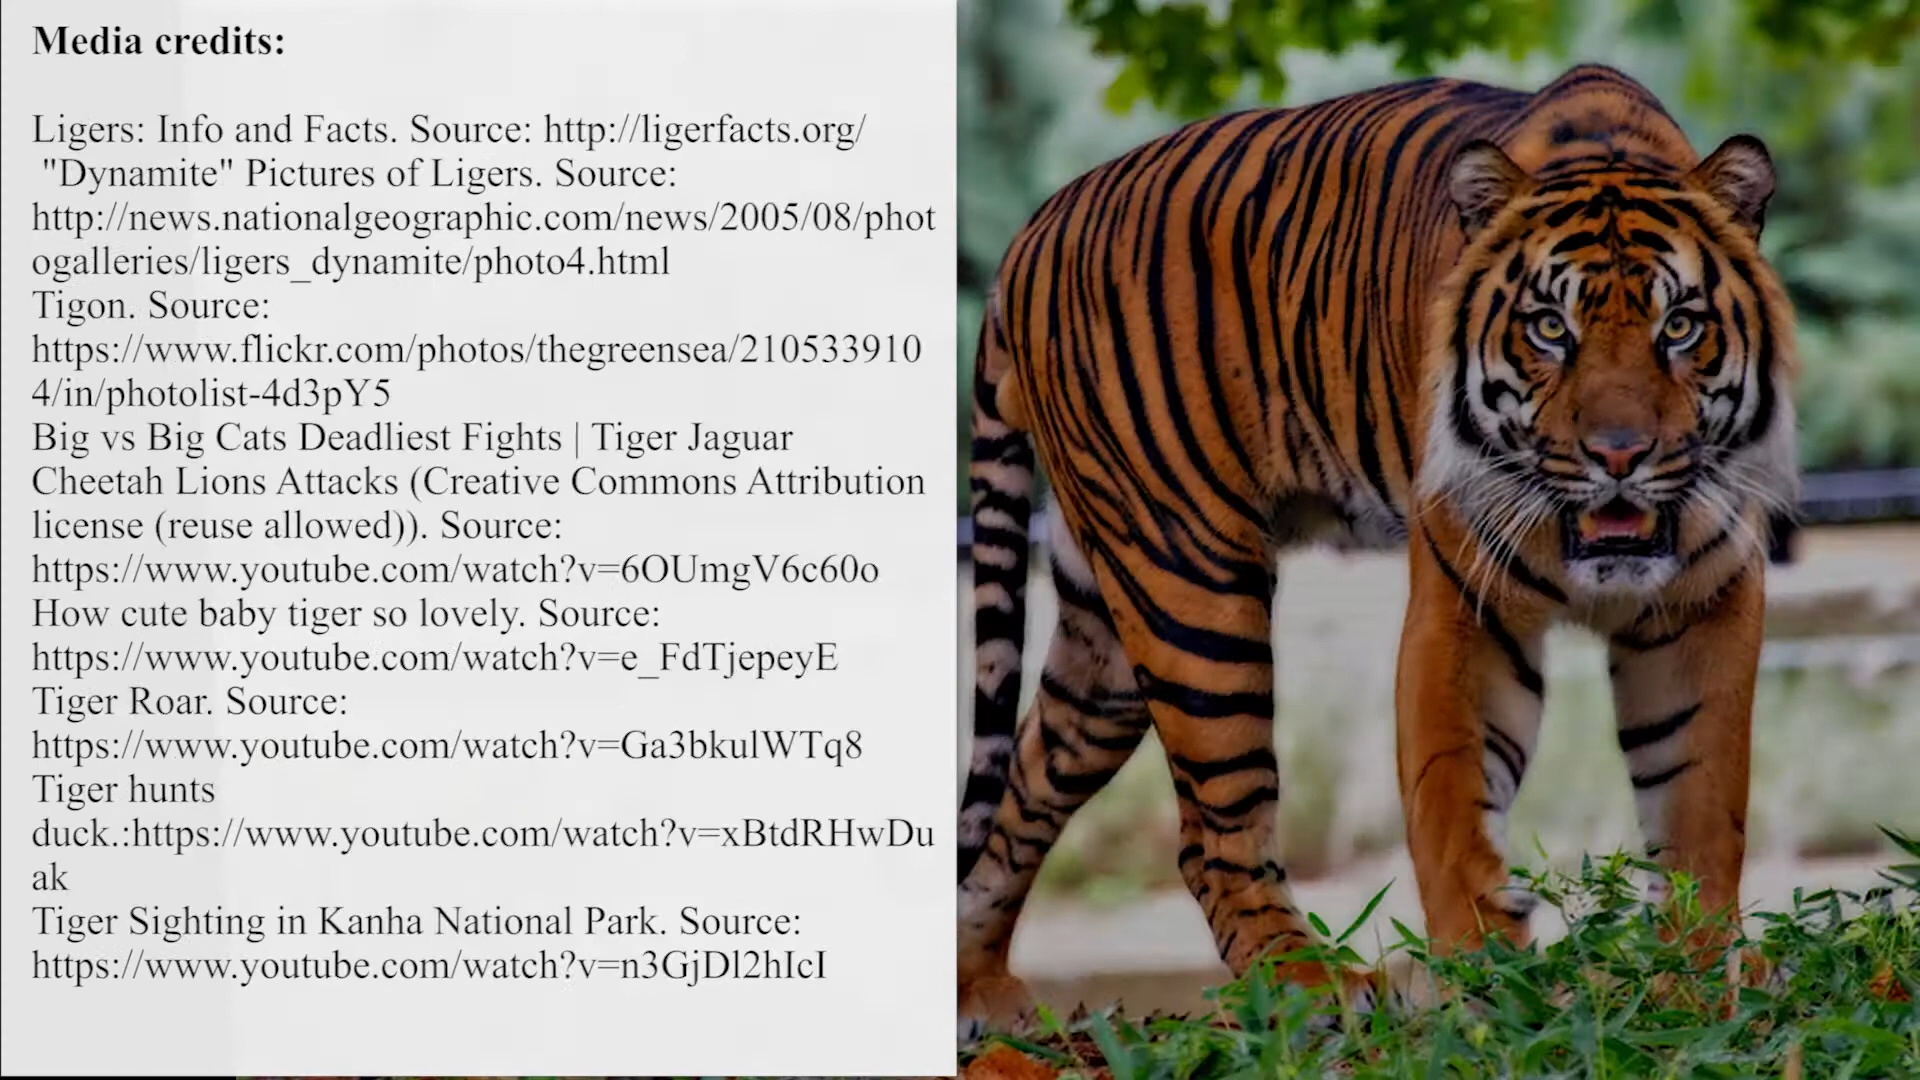 Media credits:
Ligers: Info and Facts. Source: http://ligerfacts.org/
"Dynamite" Pictures of Ligers. Source:
http://news.nationalgeographic.com/news/2005/08/phot
ogalleries/ligers_dynamite/photo4.html
Tigon. Source:
https://www.flickr.com/photos/thegreensea/210533910
4/in/photolist-4d3pY5
Big vs Big Cats Deadliest Fights | Tiger Jaguar
Cheetah Lions Attacks (Creative Commons Attribution
license (reuse allowed)). Source:
https://www.youtube.com/watch?v=6OUmgV6c60o
How cute baby tiger so lovely. Source:
https://www.youtube.com/watch?v=e_FdTjepeyE
Tiger Roar. Source:
https://www.youtube.com/watch?v=Ga3bkulWTq8
Tiger hunts
duck.:https://www.youtube.com/watch?v=xBtdRHwDu
ak
Tiger Sighting in Kanha National Park. Source:
https://www.youtube.com/watch?v=n3GjDl2hIcI